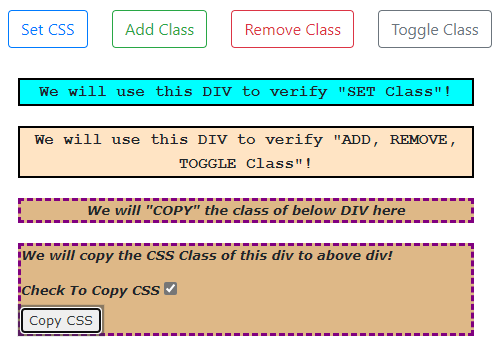 Set CSS Add Class Remove Class Toggle Class
We will use this DIV to verify "SET Class"!
We will use this DIV to verify "ADD, REMOVE,
TOGGLE Class"!
We will "COPY" the class of below DIV here
We will copy the CSS Class of this div to above div!
Check To Copy CSS
Copy CSS